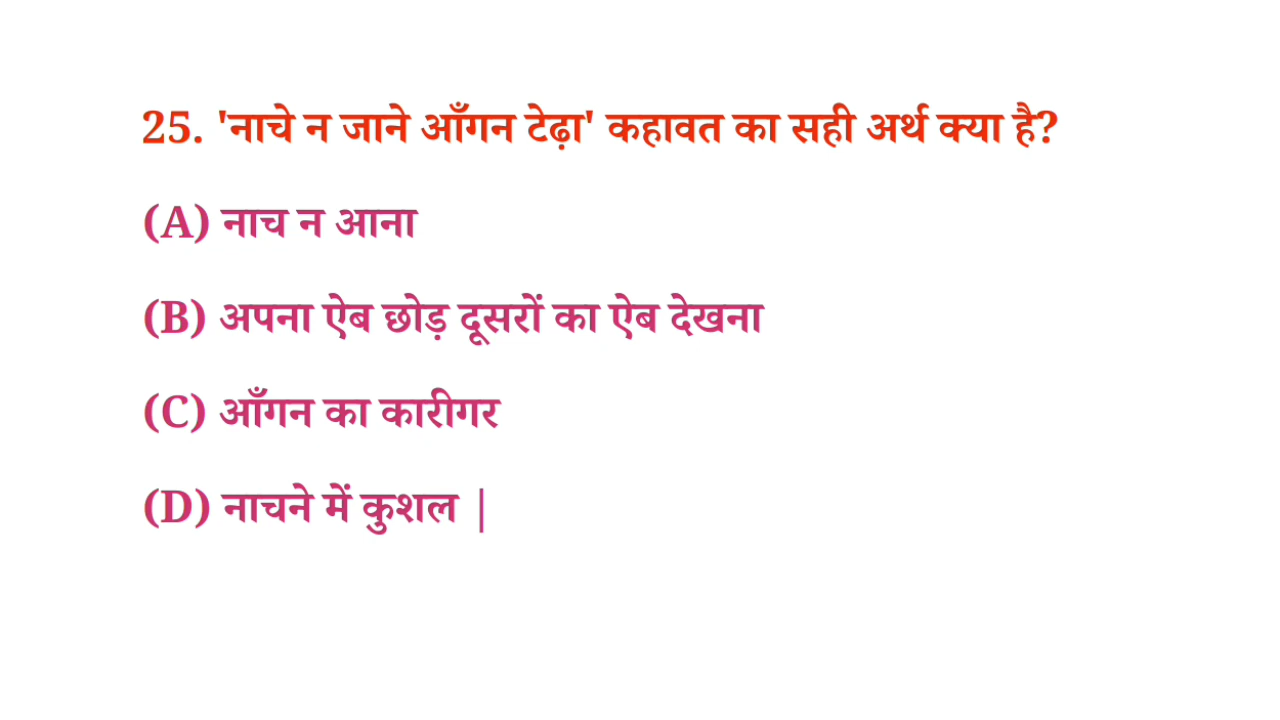 25. 'नाचे न जाने आँगन टेढ़ा' कहावत का सही अर्थ क्या है?
(A) नाच न आना
(B) अपना ऐब छोड़ दूसरों का ऐब देखना
(C) आँगन का कारीगर
(D) नाचने में कुशल |